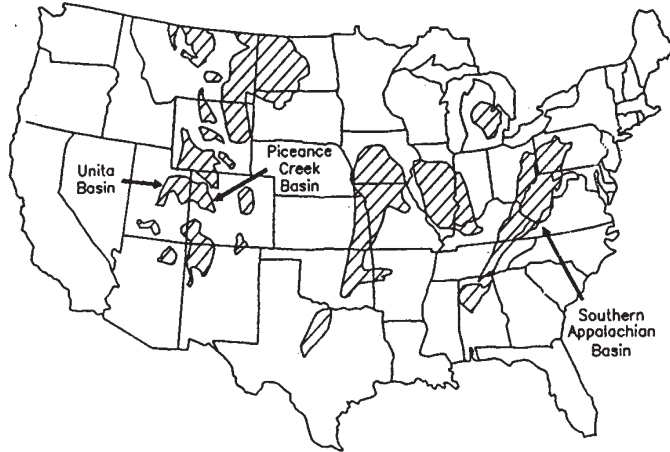 Unita
Basin
Piceance
Creek
Basin
Southern
Appalachian
Basin